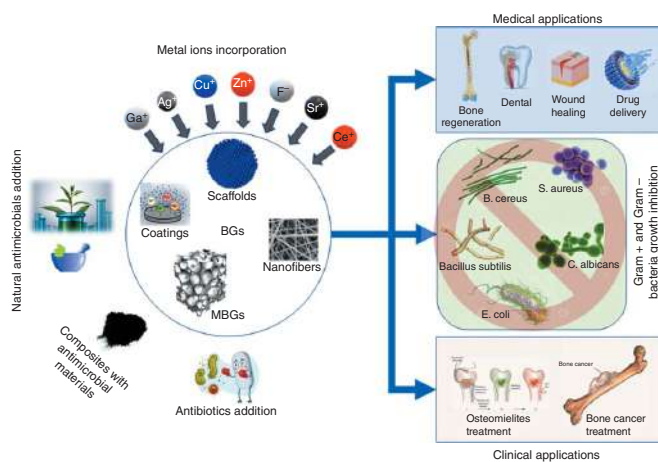 Metal ions incorporation
Ga⁺
Ag⁺
Cu⁺
Zn⁺
F⁻
Sr⁺
Ce⁺
Natural antimicrobials addition
Scaffolds
Coatings
BGs
Nanofibers
MBGs
Composites with
antimicrobial
materials
Antibiotics addition
Medical applications
Bone
regeneration
Dental
Wound
healing
Drug
delivery
B. cereus
S. aureus
Bacillus subtilis
C. albicans
E. coli
Gram + and Gram –
bacteria growth inhibition
Bone cancer
Osteomielites
treatment
Bone cancer
treatment
Clinical applications